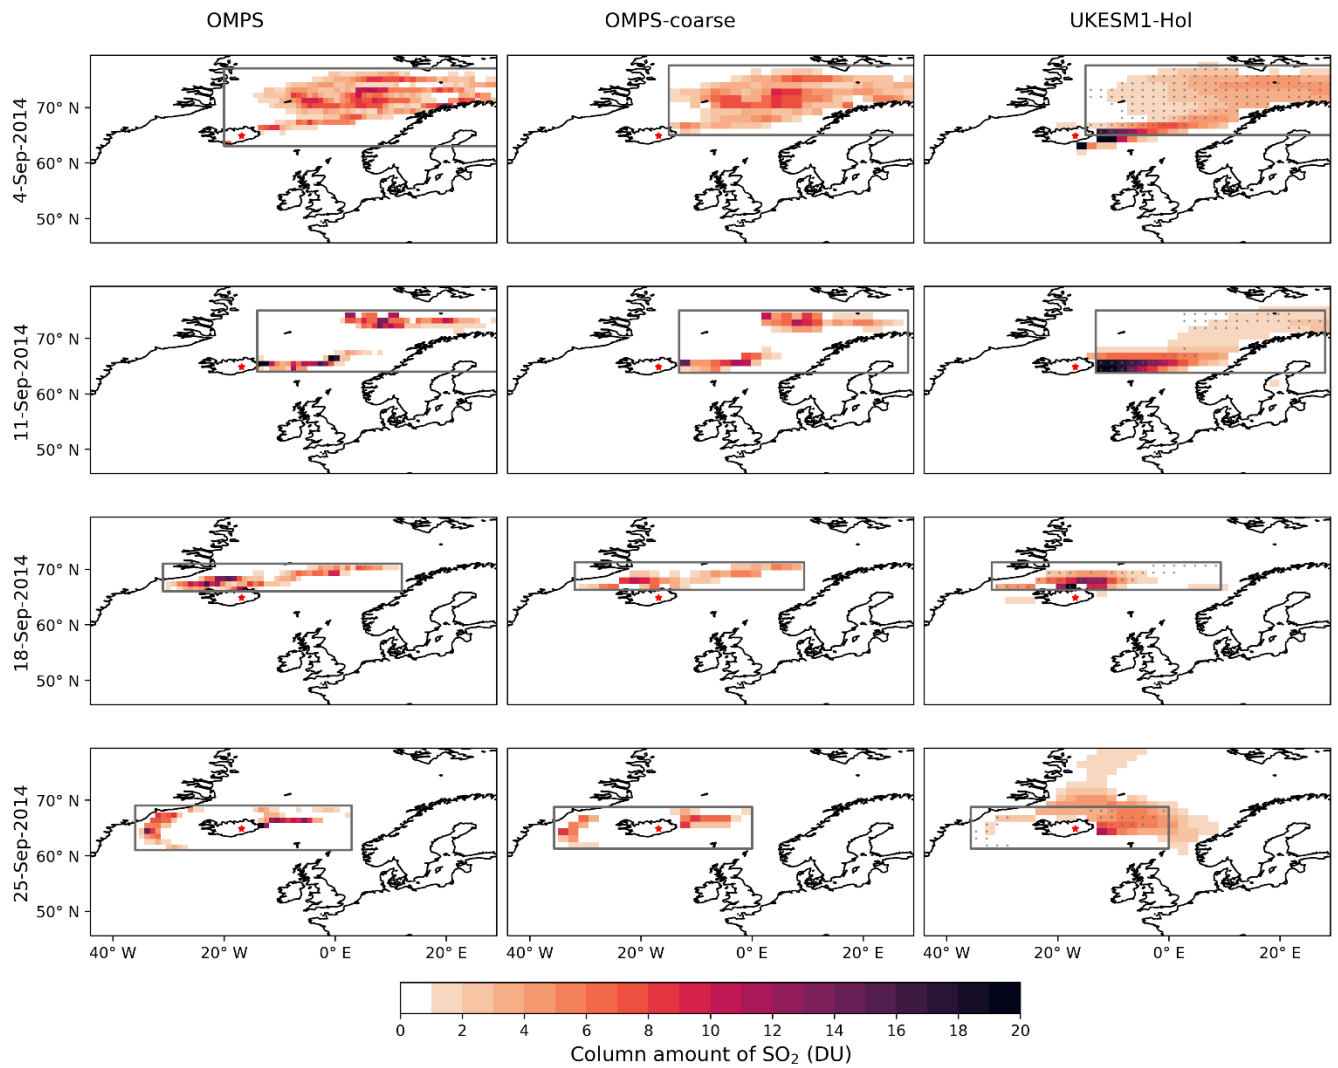 OMPS OMPS-coarse UKESM1-Hol
4-Sep-2014
70° N
60° N
50° N
11-Sep-2014
70° N
60° N
50° N
18-Sep-2014
70° N
60° N
50° N
25-Sep-2014
70° N
60° N
50° N
40° W 20° W 0° E 20° E 40° W 20° W 0° E 20° E 40° W 20° W 0° E 20° E
0 2 4 6 8 10 12 14 16 18 20
Column amount of SO₂ (DU)